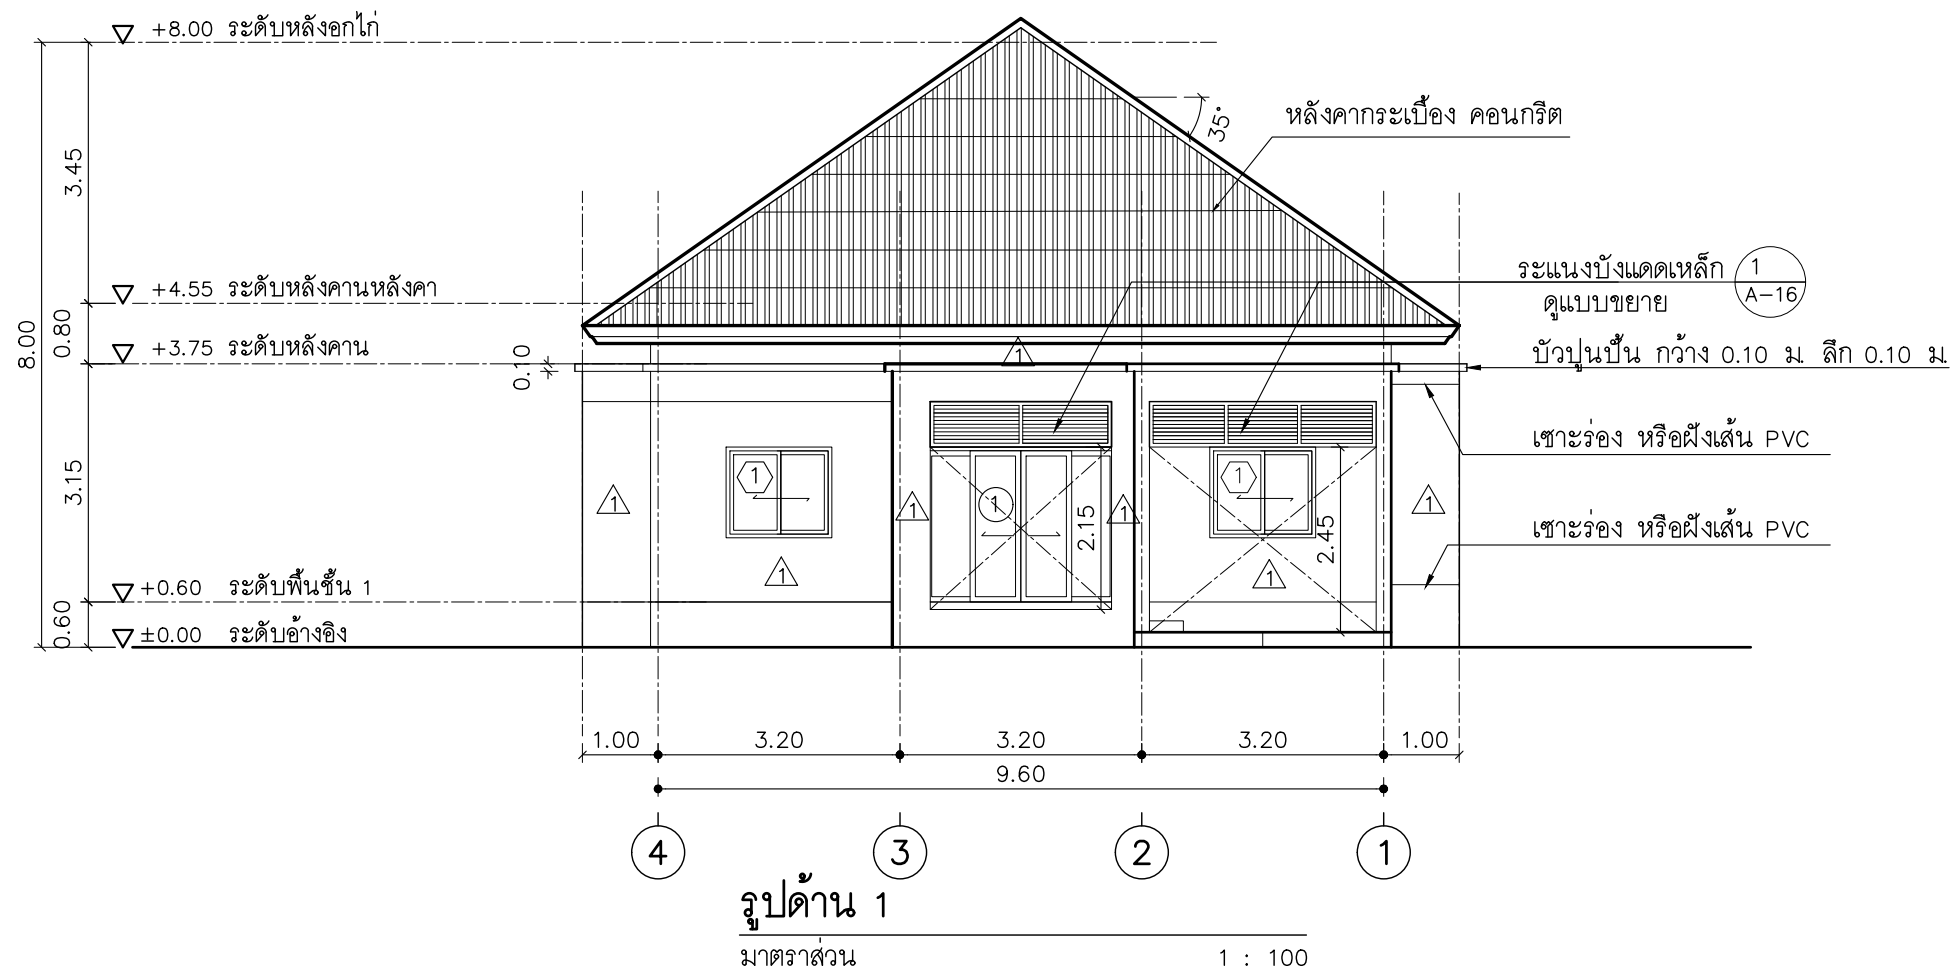 +8.00 ระดับหลังอกไก่
35°
หลังคากระเบื้อง คอนกรีต
3.45
+4.55 ระดับหลังคานหลังคา
ระแนงบังแดดเหล็ก
ดูแบบขยาย
1
A-16
8.00
0.80
+3.75 ระดับหลังคาน
0.10
1
บัวปูนปั้น กว้าง 0.10 ม. ลึก 0.10 ม.
เซาะร่อง หรือฝังเส้น PVC
3.15
1
1
1
1
1
1
1
2.15
2.45
เซาะร่อง หรือฝังเส้น PVC
1
1
+0.60 ระดับพื้นชั้น 1
0.60
±0.00 ระดับอ้างอิง
1.00
3.20
3.20
3.20
1.00
9.60
4
3
2
1
รูปด้าน 1
มาตราส่วน 1 : 100